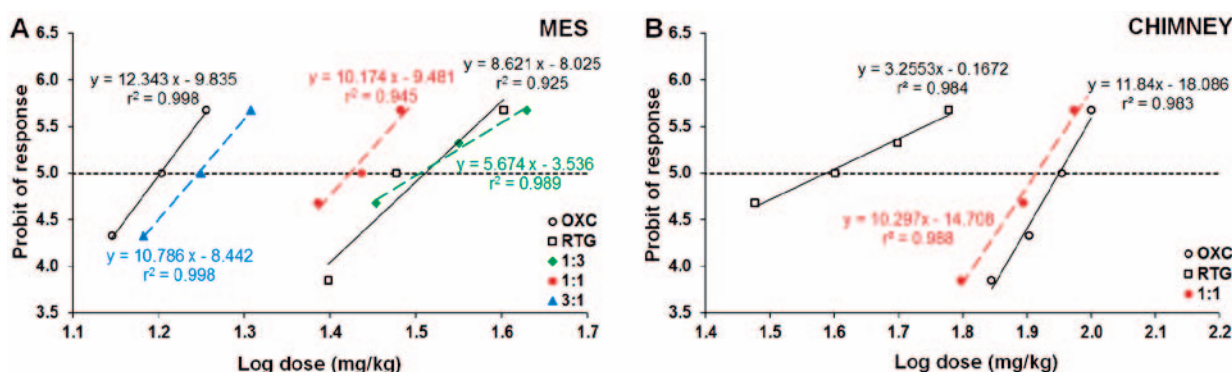 A
MES
Probit of response
6.5
6.0
5.5
5.0
4.5
4.0
3.5
y = 12.343 x - 9.835
r² = 0.998
y = 10.174 x - 9.481
r² = 0.945
y = 8.621 x - 8.025
r² = 0.925
y = 5.674 x - 3.536
r² = 0.989
y = 10.786 x - 8.442
r² = 0.998
OXC
RTG
1:3
1:1
3:1
1.1 1.2 1.3 1.4 1.5 1.6 1.7
Log dose (mg/kg)
B
CHIMNEY
Probit of response
6.5
6.0
5.5
5.0
4.5
4.0
3.5
y = 3.2553 x - 0.1672
r² = 0.984
y = 11.84 x - 18.086
r² = 0.983
y = 10.297x - 14.708
r² = 0.988
OXC
RTG
1:1
1.4 1.5 1.6 1.7 1.8 1.9 2.0 2.1 2.2
Log dose (mg/kg)